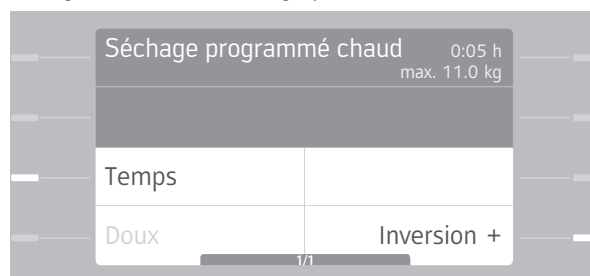 Séchage programmé chaud 0:05 h
max. 11.0 kg
Temps
Doux Inversion +
1/1